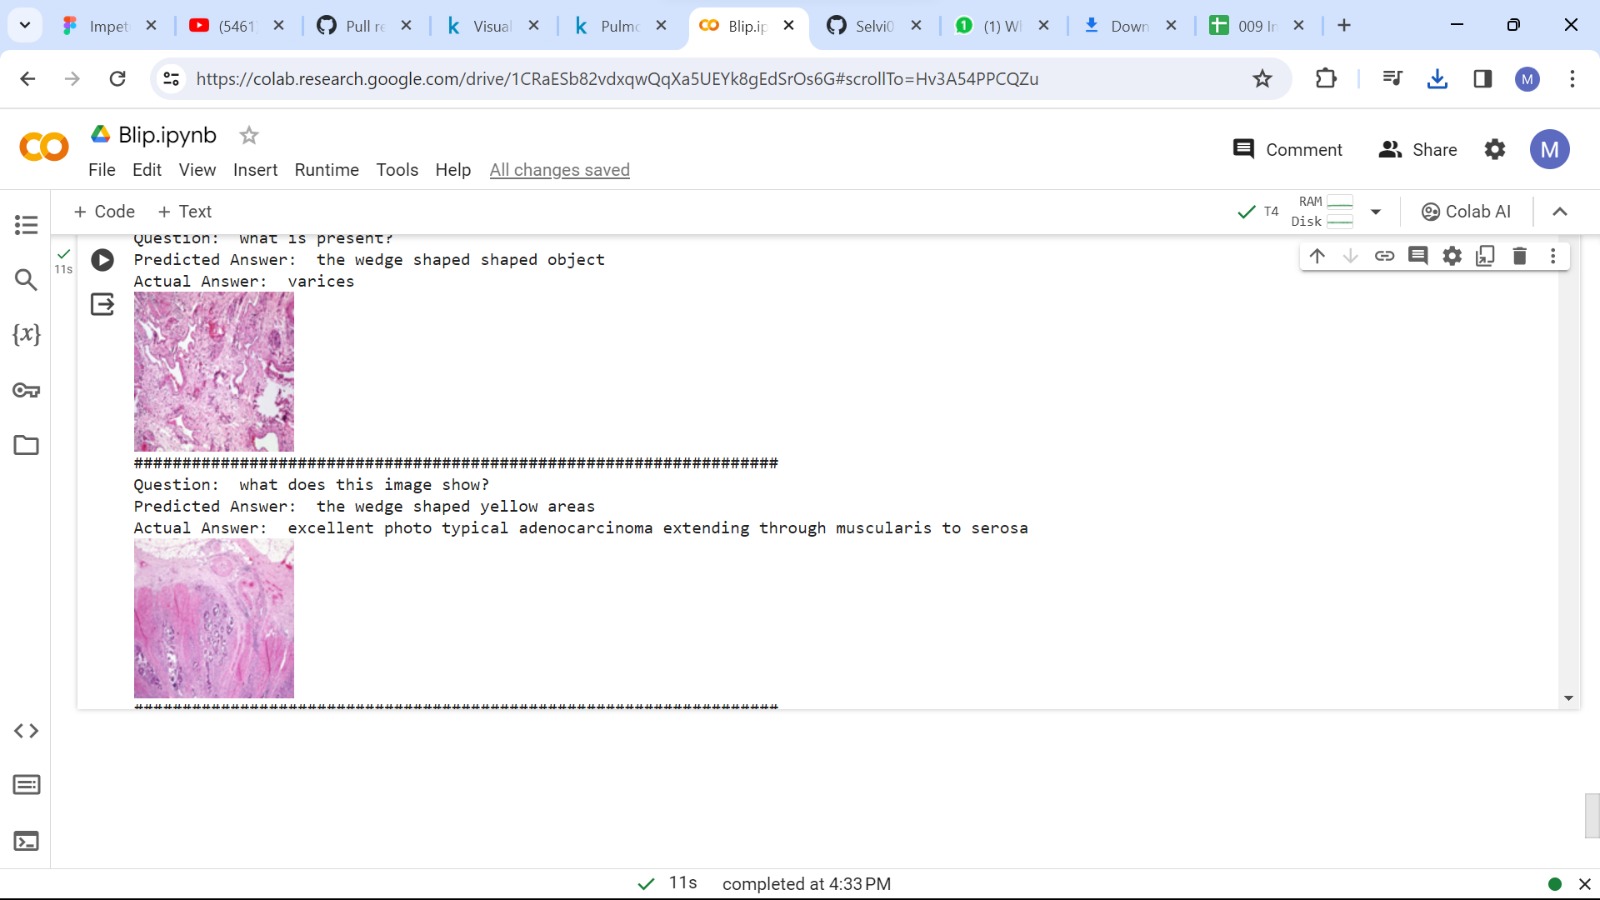 Impet
(5461
Pull re
Visual
Pulmo
Blip.ip
Selvi0
(1) W
Down
009 In
https://colab.research.google.com/drive/1CRaESb82vdxqwQqXa5UEYk8gEdSrOs6G#scrollTo=Hv3A54PPCQZu
M
Blip.ipynb
File Edit View Insert Runtime Tools Help All changes saved
Comment
Share
M
+ Code + Text
T4
RAM
Disk
Colab AI
11s
{x}
Question: what is present?
Predicted Answer: the wedge shaped shaped object
Actual Answer: varices
###################################################################
Question: what does this image show?
Predicted Answer: the wedge shaped yellow areas
Actual Answer: excellent photo typical adenocarcinoma extending through muscularis to serosa
###################################################################
11s completed at 4:33 PM